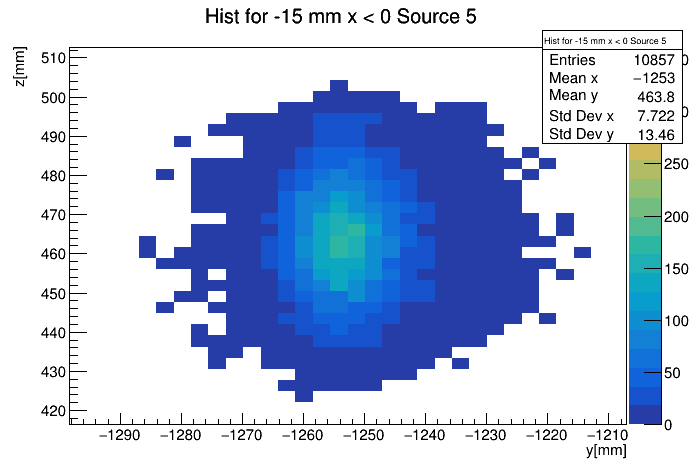 Hist for -15 mm x < 0 Source 5
z[mm]
510
500
490
480
470
460
450
440
430
420
−1290 −1280 −1270 −1260 −1250 −1240 −1230 −1220 −1210
y[mm]
Hist for -15 mm x < 0 Source 5
Entries 10857
Mean x −1253
Mean y 463.8
Std Dev x 7.722
Std Dev y 13.46
250
200
150
100
50
0